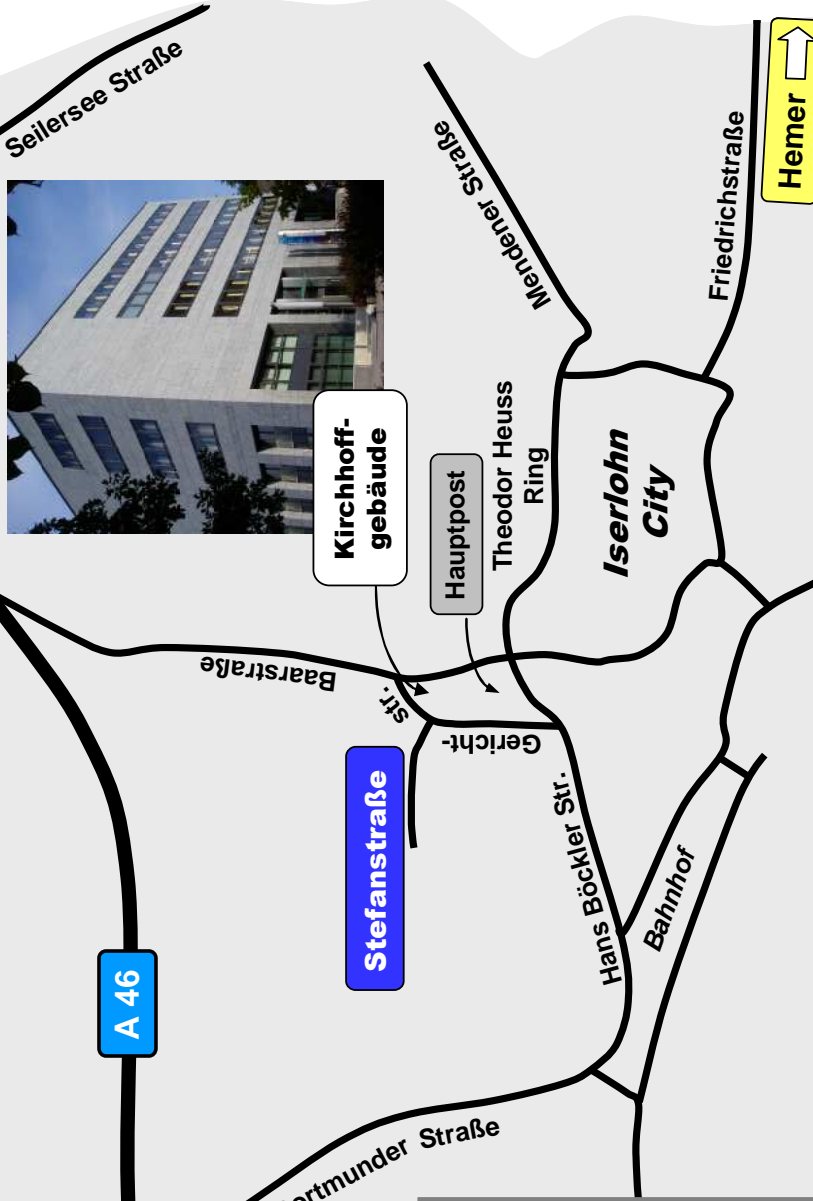 Seilersee Straße
A 46
Baarstraße
Kirchhoff-
gebäude
Stefanstraße
Gericht-
str.
Hauptpost
Theodor Heuss
Ring
Mendener Straße
ortmunder Straße
Hans Böckler Str.
Bahnhof
Iserlohn
City
Friedrichstraße
Hemer